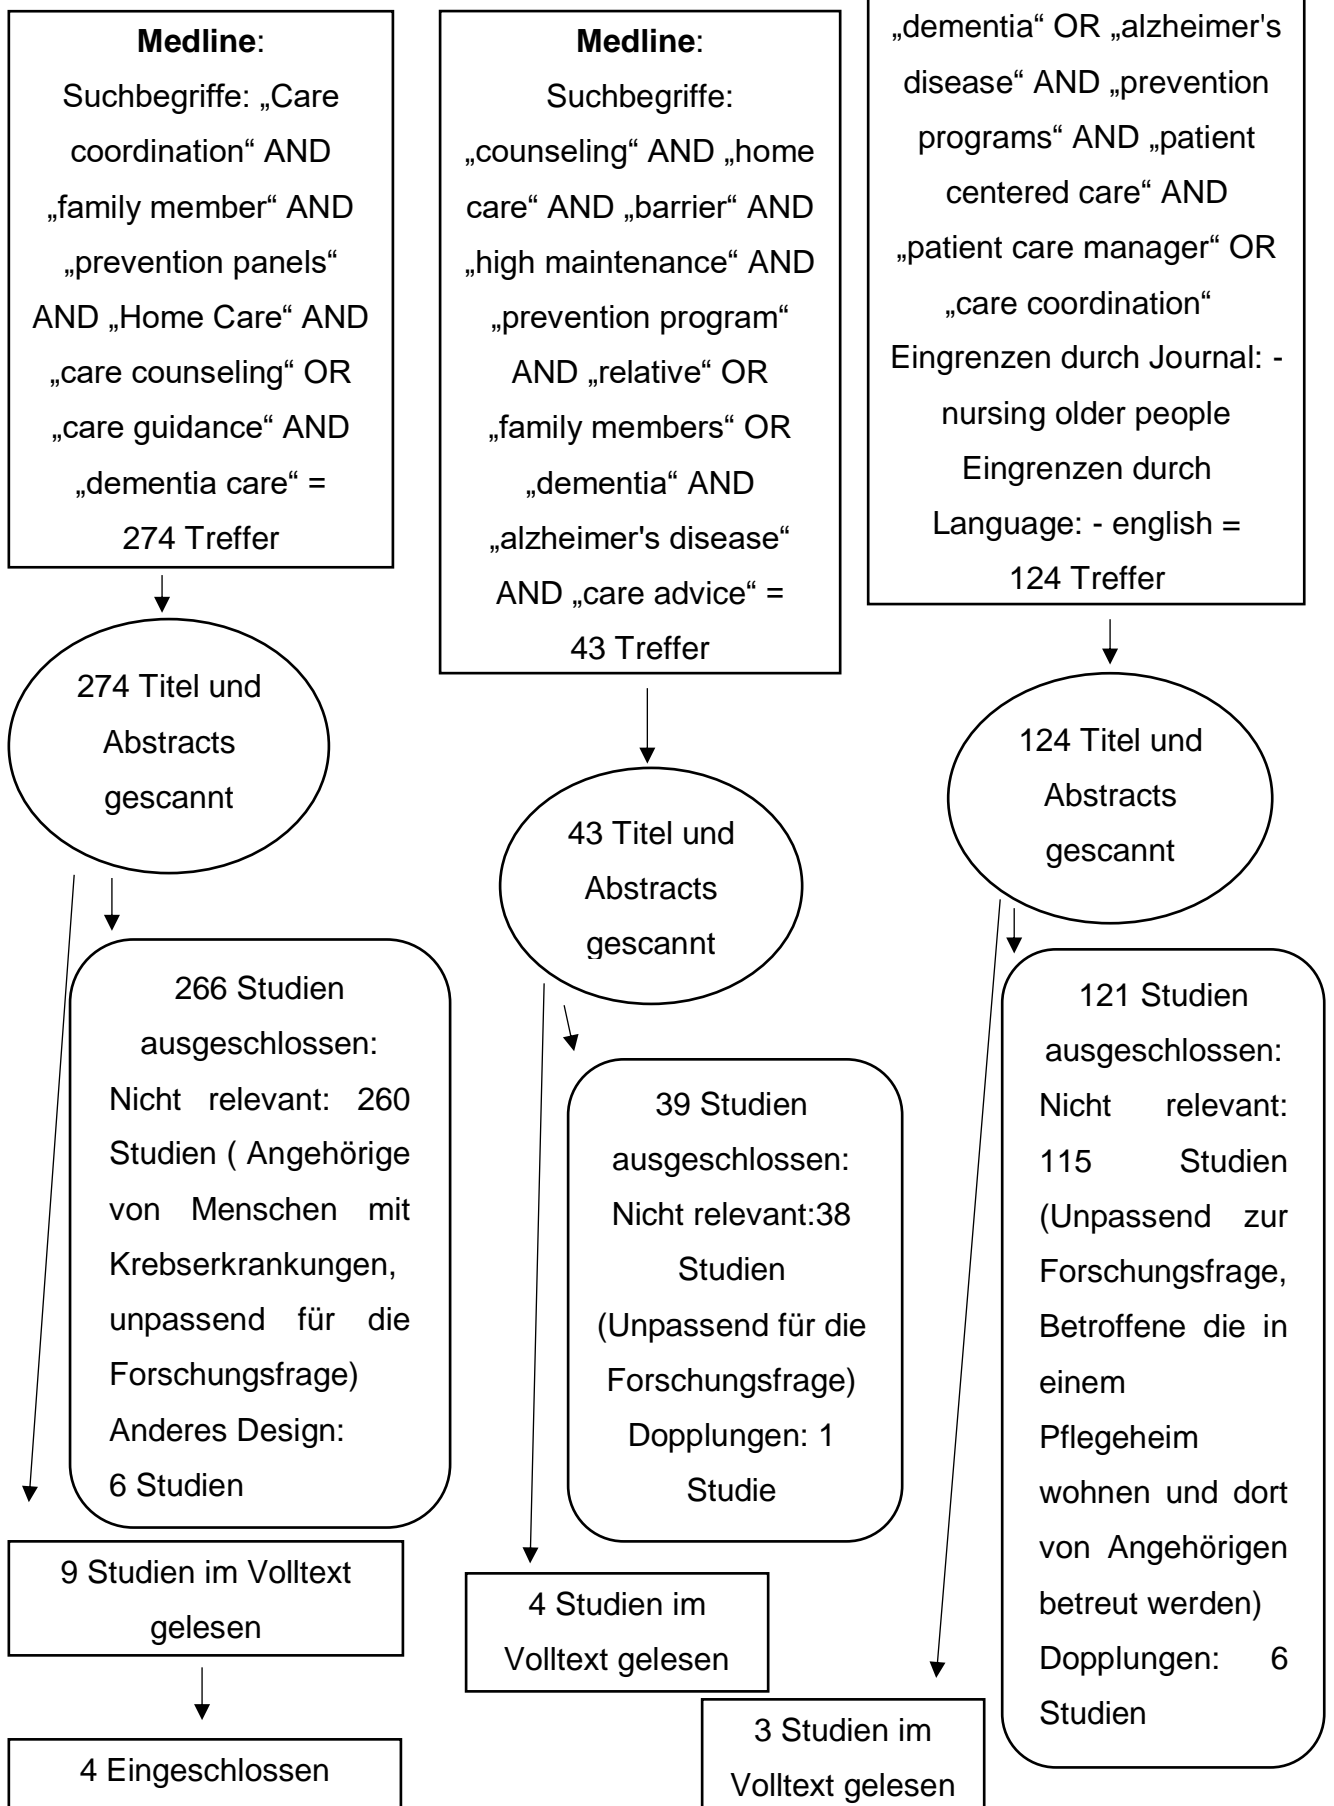 Medline:
Suchbegriffe: „Care
coordination“ AND
„family member“ AND
„prevention panels“
AND „Home Care“ AND
„care counseling“ OR
„care guidance“ AND
„dementia care“ =
274 Treffer
274 Titel und
Abstracts
gescannt
266 Studien
ausgeschlossen:
Nicht relevant: 260
Studien ( Angehörige
von Menschen mit
Krebserkrankungen,
unpassend für die
Forschungsfrage)
Anderes Design:
6 Studien
9 Studien im Volltext
gelesen
4 Eingeschlossen
Medline:
Suchbegriffe:
„counseling“ AND „home
care“ AND „barrier“ AND
„high maintenance“ AND
„prevention program“
AND „relative“ OR
„family members“ OR
„dementia“ AND
„alzheimer's disease“
AND „care advice“ =
43 Treffer
43 Titel und
Abstracts
gescannt
39 Studien
ausgeschlossen:
Nicht relevant:38
Studien
(Unpassend für die
Forschungsfrage)
Dopplungen: 1
Studie
4 Studien im
Volltext gelesen
„dementia“ OR „alzheimer's
disease“ AND „prevention
programs“ AND „patient
centered care“ AND
„patient care manager“ OR
„care coordination“
Eingrenzen durch Journal: -
nursing older people
Eingrenzen durch
Language: - english =
124 Treffer
124 Titel und
Abstracts
gescannt
121 Studien
ausgeschlossen:
Nicht relevant:
115 Studien
(Unpassend zur
Forschungsfrage,
Betroffene die in
einem
Pflegeheim
wohnen und dort
von Angehörigen
betreut werden)
Dopplungen: 6
Studien
3 Studien im
Volltext gelesen